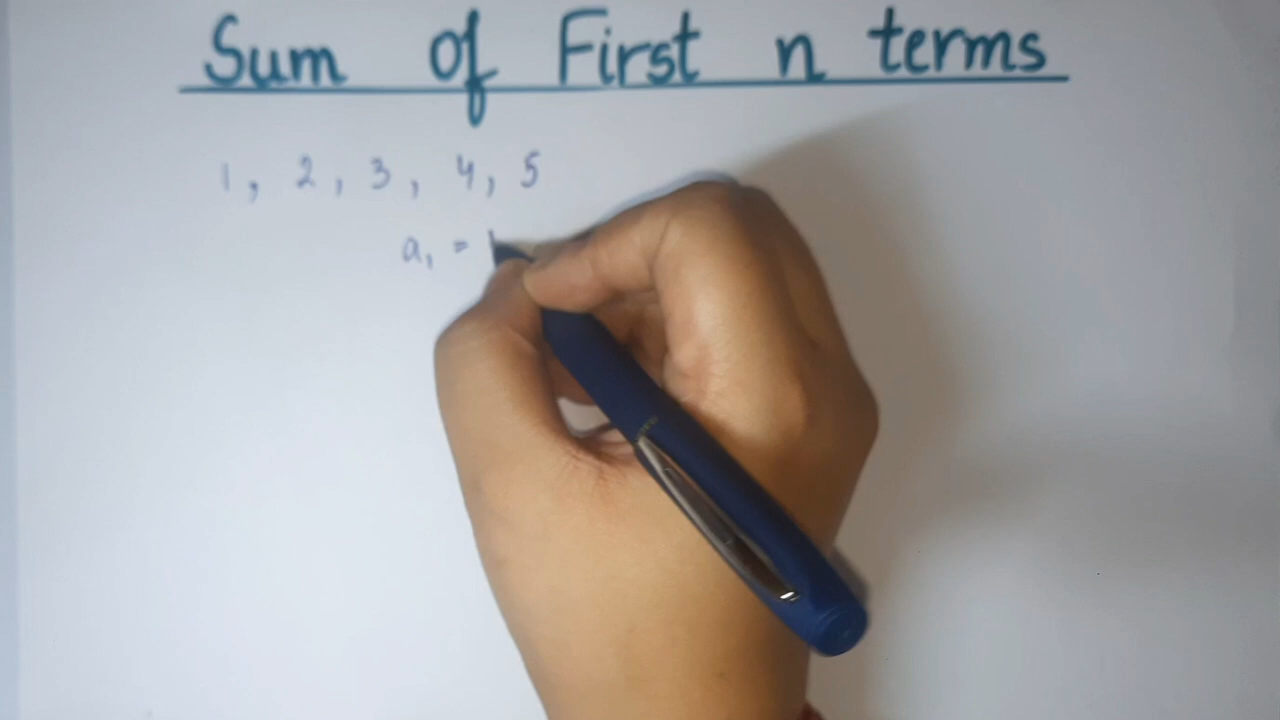 Sum of First n terms
1, 2, 3, 4, 5
a₁ =